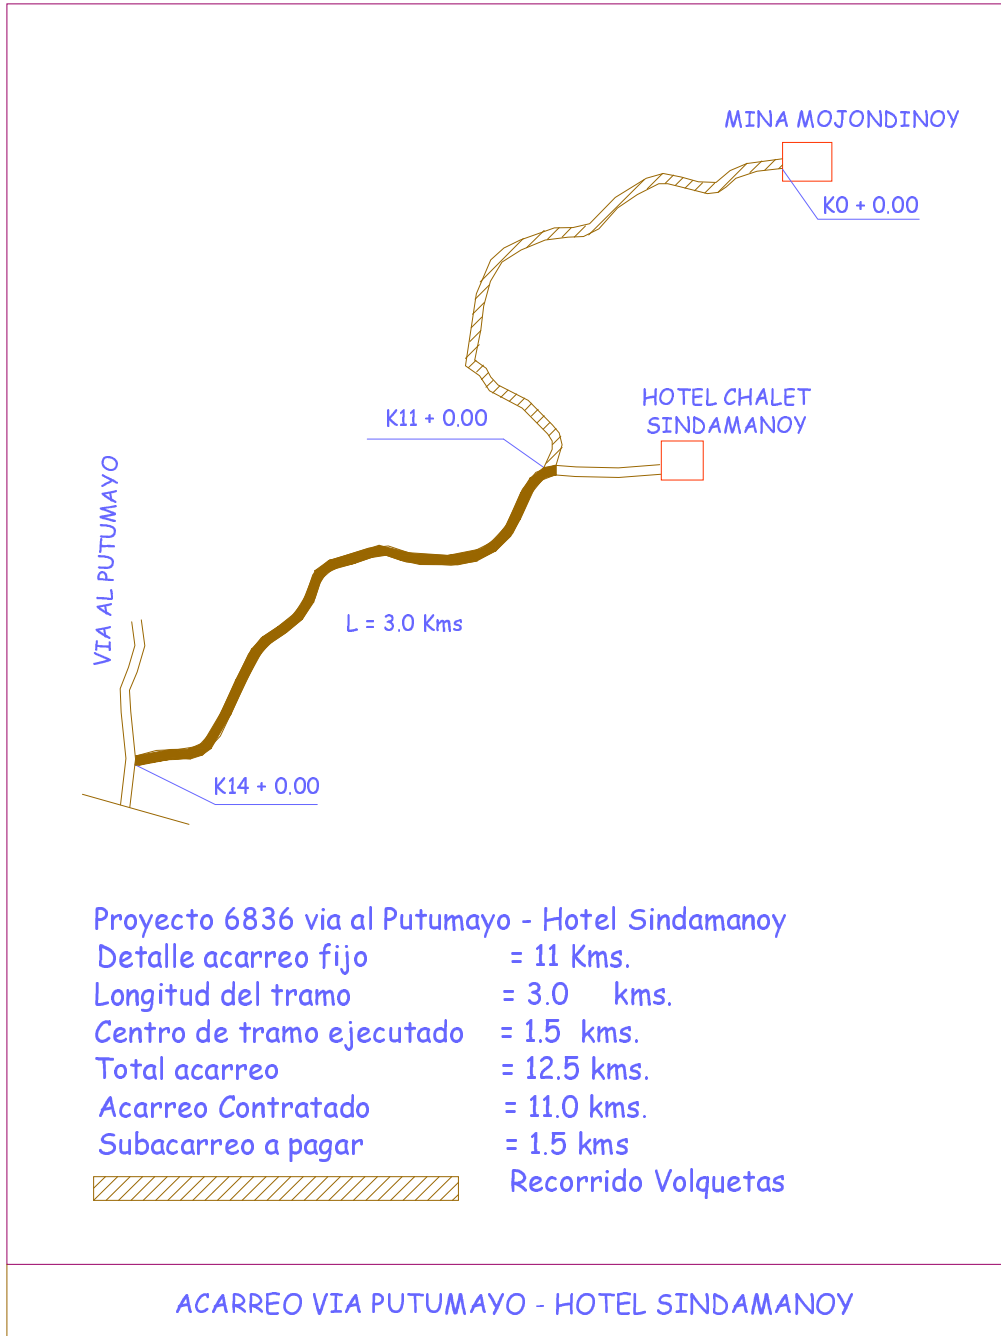 MINA MOJONDINOY
K0 + 0.00
HOTEL CHALET
SINDAMANOY
K11 + 0.00
VIA AL PUTUMAYO
L = 3.0 Kms
K14 + 0.00
Proyecto 6836 via al Putumayo - Hotel Sindamanoy
Detalle acarreo fijo = 11 Kms.
Longitud del tramo = 3.0 kms.
Centro de tramo ejecutado = 1.5 kms.
Total acarreo = 12.5 kms.
Acarreo Contratado = 11.0 kms.
Subacarreo a pagar = 1.5 kms
Recorrido Volquetas
ACARREO VIA PUTUMAYO - HOTEL SINDAMANOY